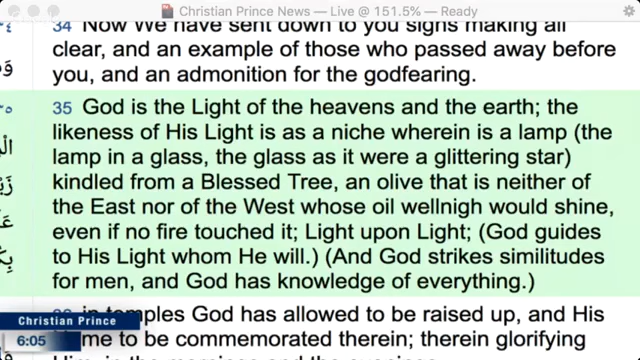 Christian Prince News — Live @ 151.5% — Ready
34 Now We have sent down to you signs making all
clear, and an example of those who passed away before
you, and an admonition for the godfearing.
35 God is the Light of the heavens and the earth; the
likeness of His Light is as a niche wherein is a lamp (the
lamp in a glass, the glass as it were a glittering star)
kindled from a Blessed Tree, an olive that is neither of
the East nor of the West whose oil wellnigh would shine,
even if no fire touched it; Light upon Light; (God guides
to His Light whom He will.) (And God strikes similitudes
for men, and God has knowledge of everything.)
in temples God has allowed to be raised up, and His
to be commemorated therein; therein glorifying
Christian Prince
6:05